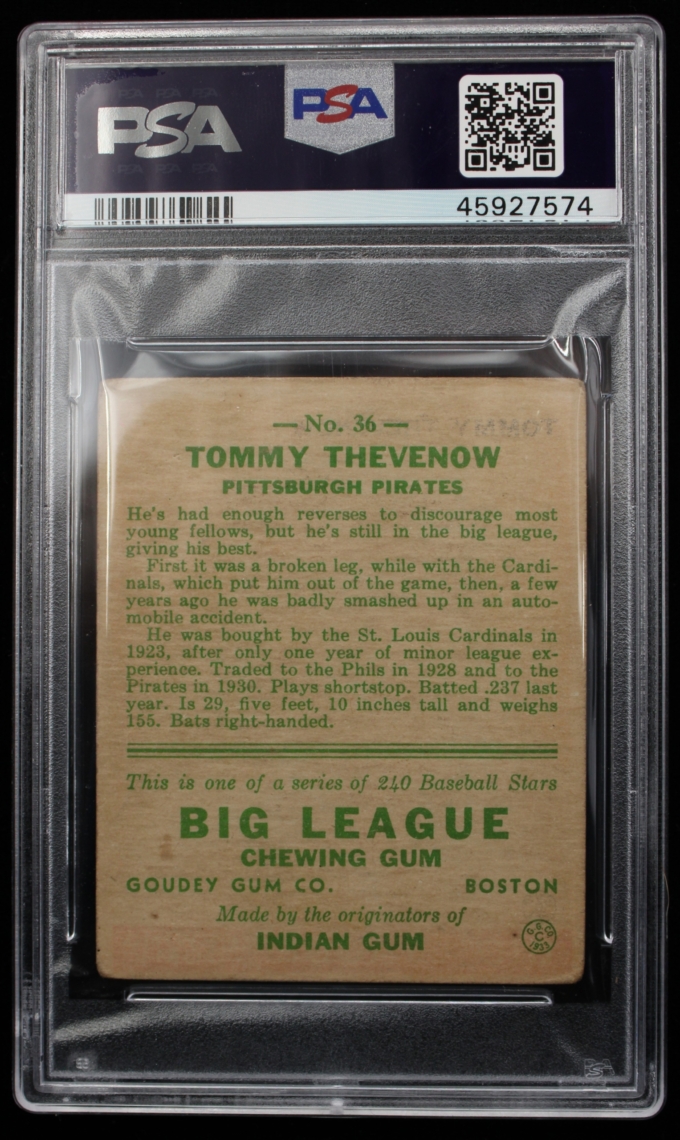 PSA
PSA
45927574
— No. 36 —
TOMMY THEVENOW
PITTSBURGH PIRATES
He's had enough reverses to discourage most
young fellows, but he's still in the big league,
giving his best.
First it was a broken leg, while with the Cardi-
nals, which put him out of the game, then, a few
years ago he was badly smashed up in an auto-
mobile accident.
He was bought by the St. Louis Cardinals in
1923, after only one year of minor league ex-
perience. Traded to the Phils in 1928 and to the
Pirates in 1930. Plays shortstop. Batted .237 last
year. Is 29, five feet, 10 inches tall and weighs
155. Bats right-handed.
This is one of a series of 240 Baseball Stars
BIG LEAGUE
CHEWING GUM
GOUDEY GUM CO. BOSTON
Made by the originators of
INDIAN GUM
G.G.CO.
C
1933